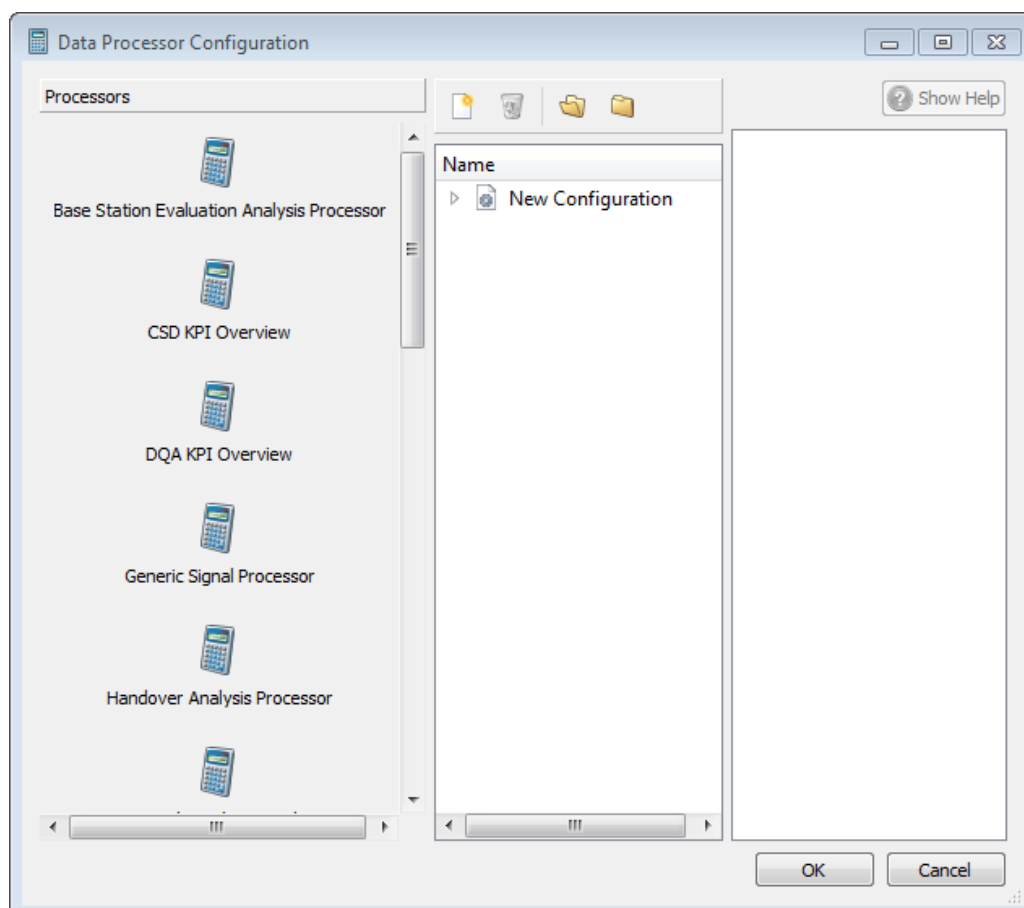 Data Processor Configuration
Processors
Show Help
Base Station Evaluation Analysis Processor
CSD KPI Overview
DQA KPI Overview
Generic Signal Processor
Handover Analysis Processor
Name
New Configuration
OK
Cancel